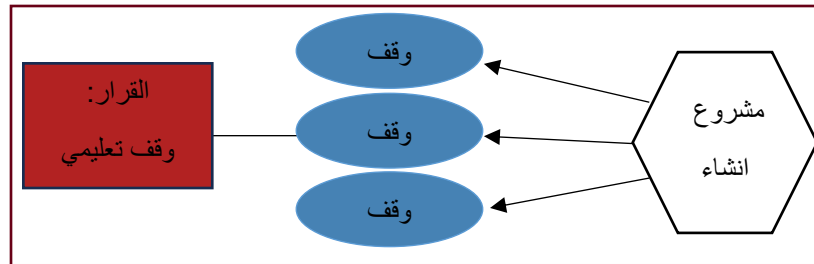 مشروع
انشاء
وقف
وقف
وقف
القرار:
وقف تعليمي